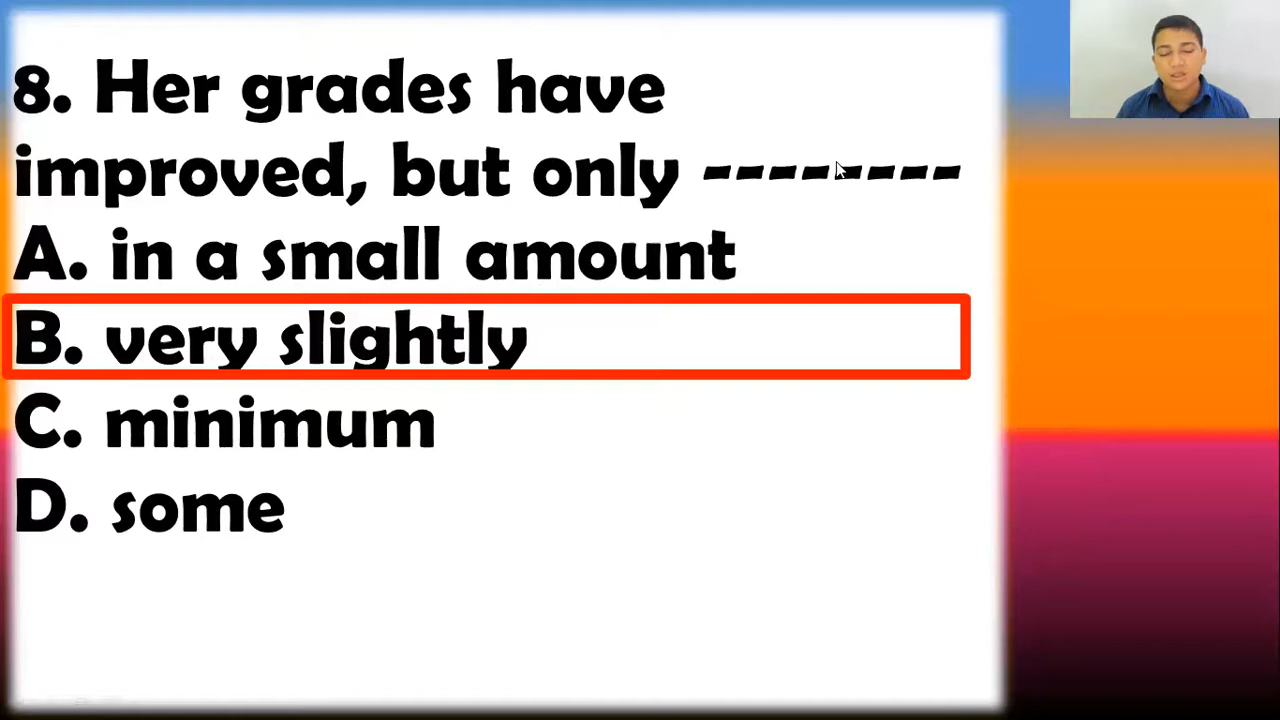 8. Her grades have
improved, but only --------
A. in a small amount
B. very slightly
C. minimum
D. some